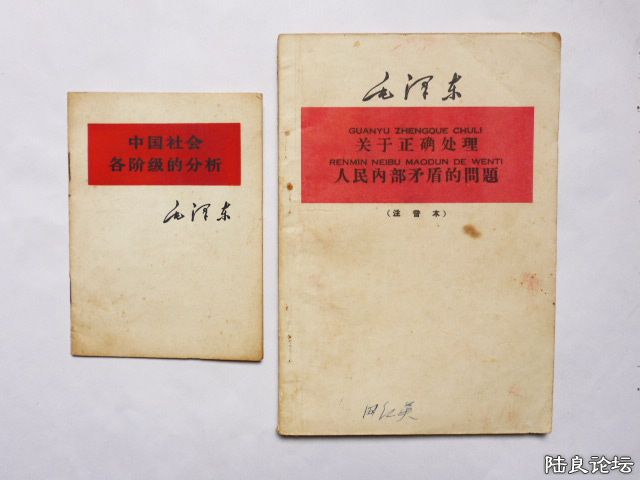 中国社会
各阶级的分析
毛泽东
毛泽东
GUANYU ZHENGQUE CHULI
关于正确处理
RENMIN NEIBU MAODUN DE WENTI
人民内部矛盾的問題
(注音本)
陆良论坛